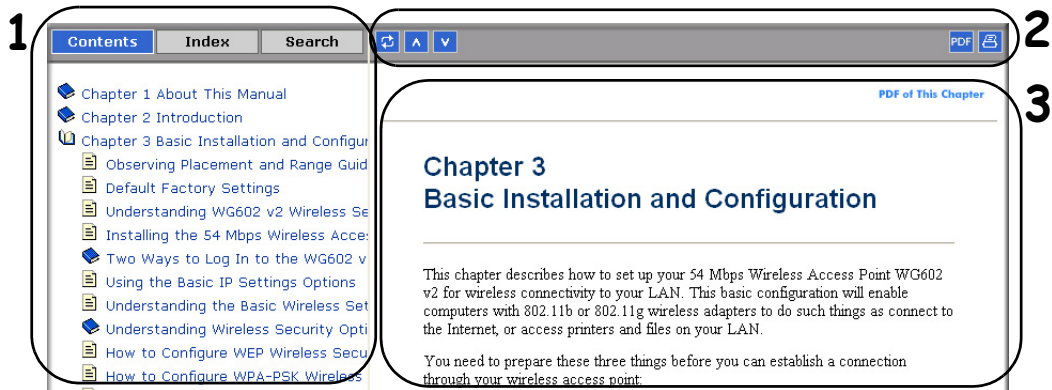 1
Contents Index Search
Chapter 1 About This Manual
Chapter 2 Introduction
Chapter 3 Basic Installation and Configur
Observing Placement and Range Guid
Default Factory Settings
Understanding WG602 v2 Wireless Se
Installing the 54 Mbps Wireless Acce
Two Ways to Log In to the WG602 v
Using the Basic IP Settings Options
Understanding the Basic Wireless Set
Understanding Wireless Security Opti
How to Configure WEP Wireless Secu
How to Configure WPA-PSK Wireless
2
PDF
3
PDF of This Chapter
Chapter 3
Basic Installation and Configuration
This chapter describes how to set up your 54 Mbps Wireless Access Point WG602
v2 for wireless connectivity to your LAN. This basic configuration will enable
computers with 802.11b or 802.11g wireless adapters to do such things as connect to
the Internet, or access printers and files on your LAN.
You need to prepare these three things before you can establish a connection
through your wireless access point: